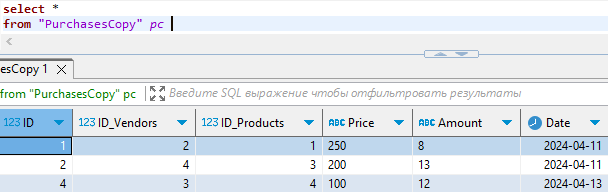 select *
from "PurchasesCopy" pc
esCopy 1
from "PurchasesCopy" pc Введите SQL выражение чтобы отфильтровать результаты
123 ID 123 ID_Vendors 123 ID_Products ABC Price ABC Amount Date
1 2 1 250 8 2024-04-11
2 4 3 200 13 2024-04-11
4 3 4 100 12 2024-04-13